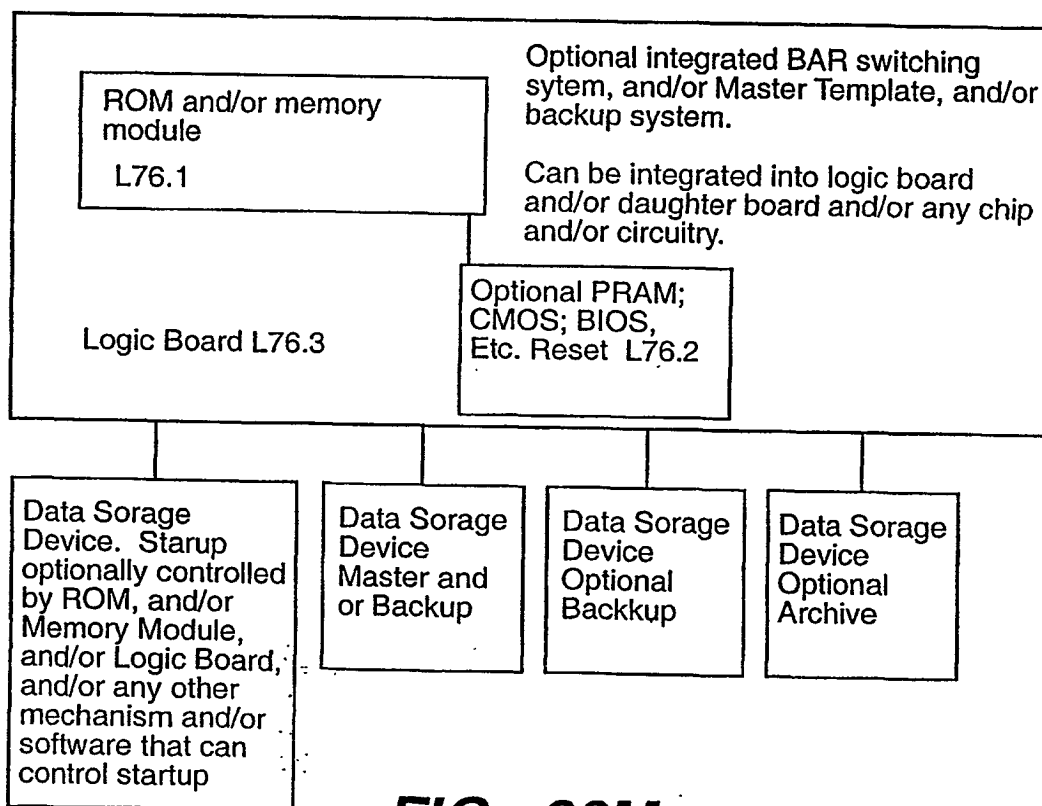 Optional integrated BAR switching
sytem, and/or Master Template, and/or
backup system.
ROM and/or memory
module
L76.1
Can be integrated into logic board
and/or daughter board and/or any chip
and/or circuitry.
Optional PRAM;
CMOS; BIOS,
Etc. Reset L76.2
Logic Board L76.3
Data Sorage
Device. Starup
optionally controlled
by ROM, and/or
Memory Module,
and/or Logic Board,
and/or any other
mechanism and/or
software that can
control startup
Data Sorage
Device
Master and
or Backup
Data Sorage
Device
Optional
Backkup
Data Sorage
Device
Optional
Archive